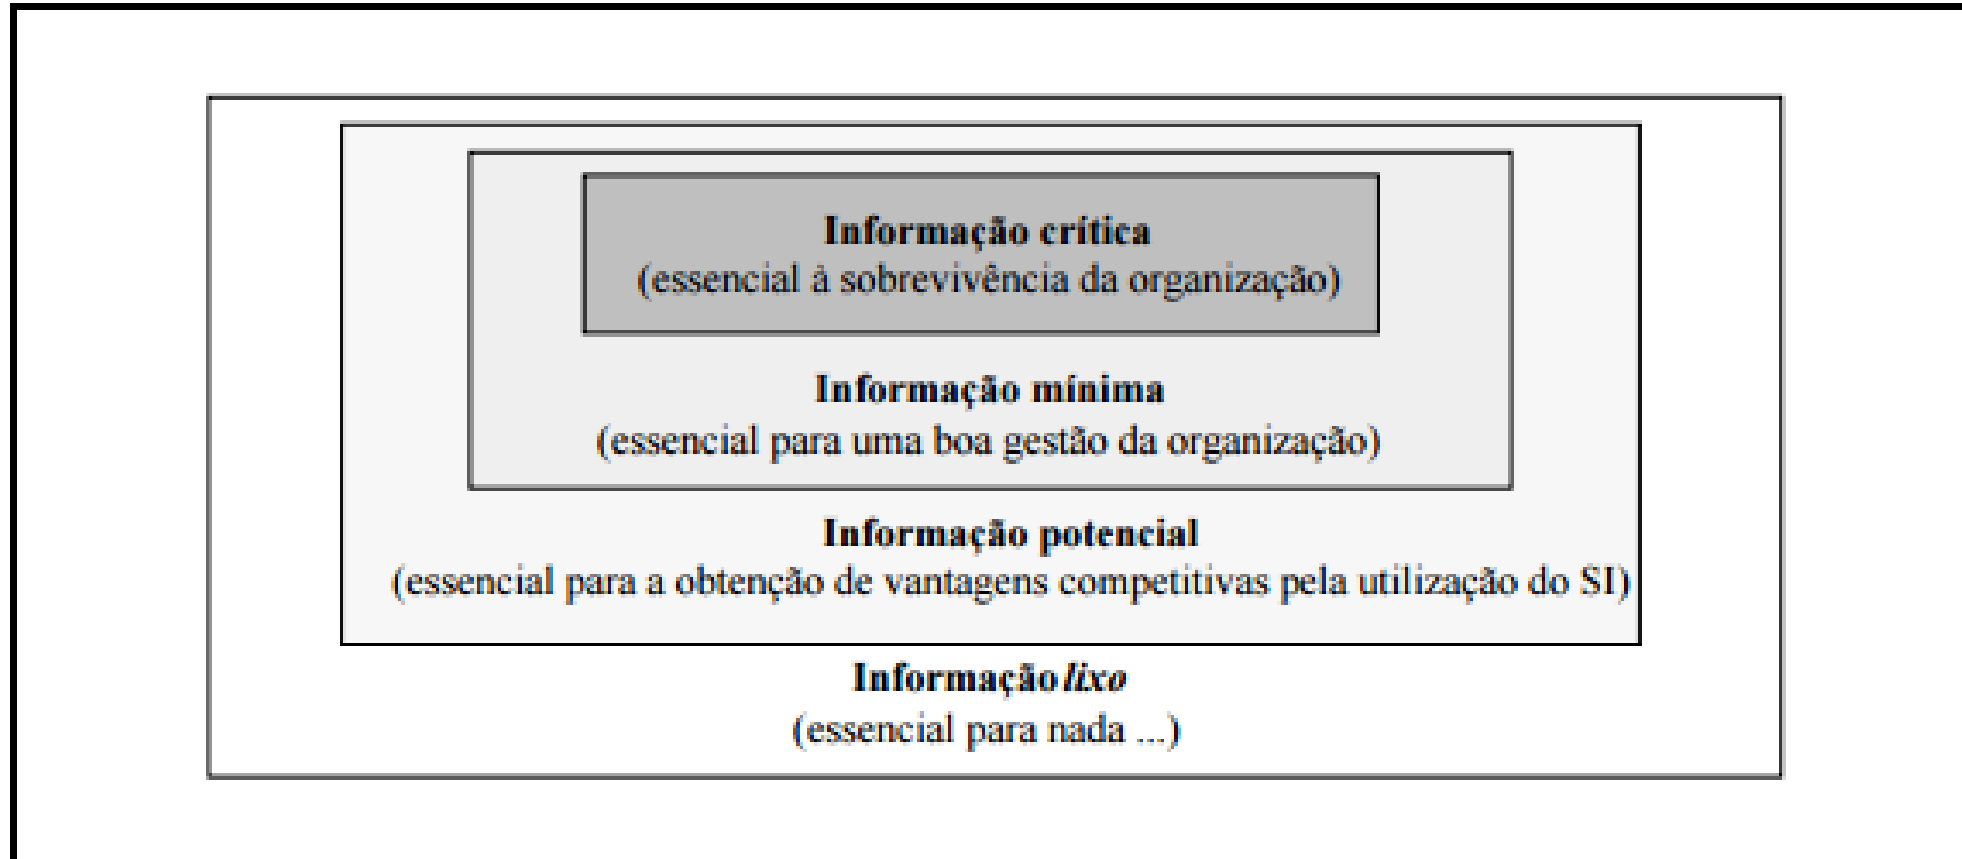 Informação crítica
(essencial à sobrevivência da organização)
Informação mínima
(essencial para uma boa gestão da organização)
Informação potencial
(essencial para a obtenção de vantagens competitivas pela utilização do SI)
Informação lixo
(essencial para nada ...)